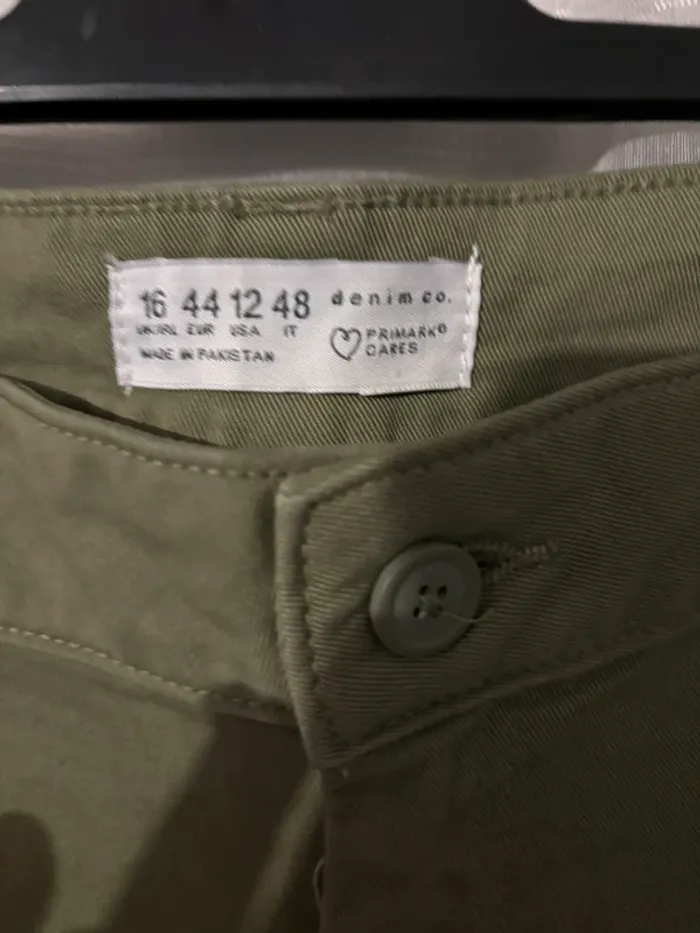 16 44 12 48 denim co.
UK/IRL EUR USA IT
PRIMARK®
CARES
MADE IN PAKISTAN